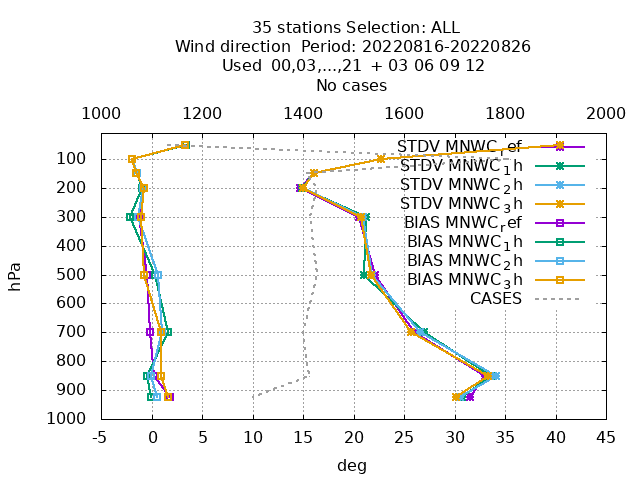 35 stations Selection: ALL
Wind direction  Period: 20220816-20220826
Used  00,03,...,21  + 03 06 09 12
No cases
1000 1200 1400 1600 1800 2000
STDV MNWC_ref
STDV MNWC_1h
STDV MNWC_2h
STDV MNWC_3h
BIAS MNWC_ref
BIAS MNWC_1h
BIAS MNWC_2h
BIAS MNWC_3h
CASES
100
200
300
400
500
600
700
800
900
1000
hPa
-5 0 5 10 15 20 25 30 35 40 45
deg